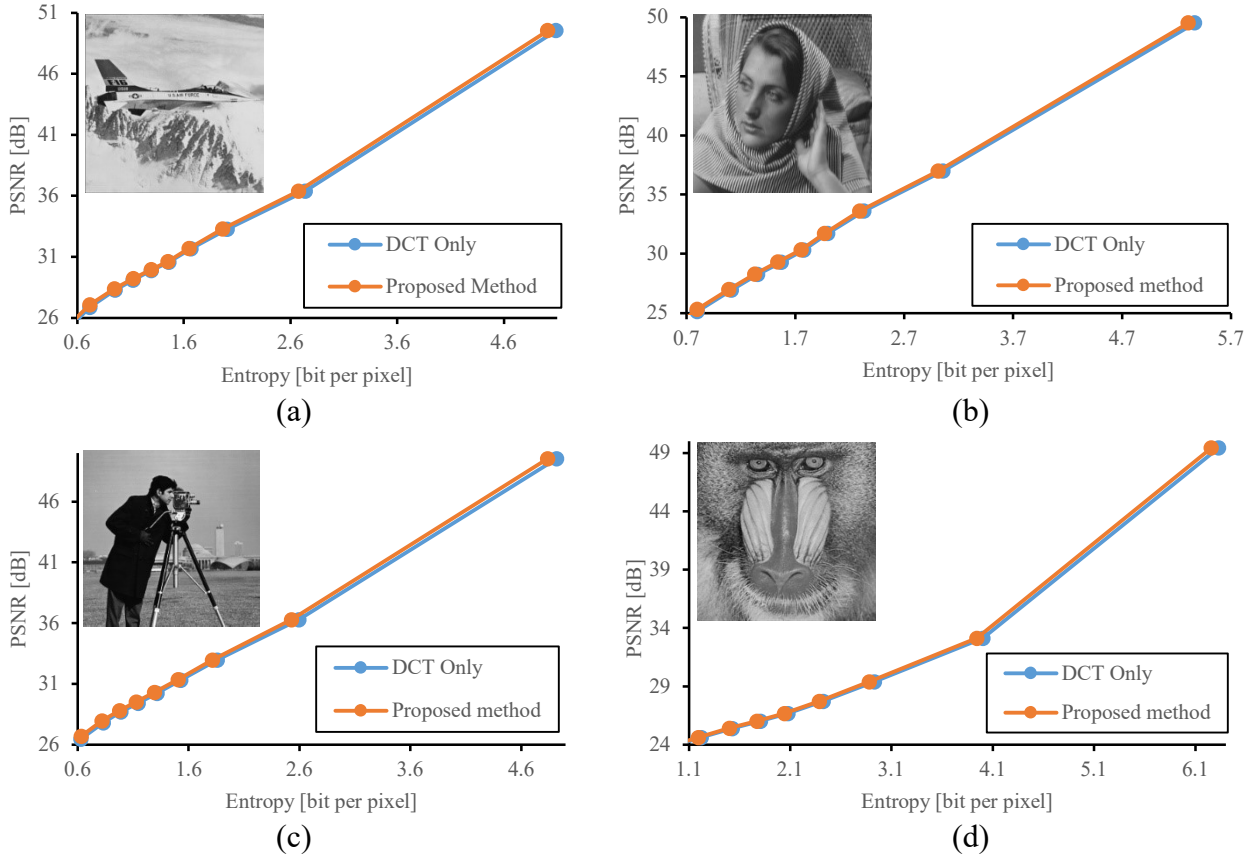 51
46
41
36
31
26
PSNR [dB]
F16
U.S. AIR FORCE
DCT Only
Proposed Method
0.6 1.6 2.6 3.6 4.6
Entropy [bit per pixel]
(a)
50
45
40
35
30
25
PSNR [dB]
DCT Only
Proposed method
0.7 1.7 2.7 3.7 4.7 5.7
Entropy [bit per pixel]
(b)
46
41
36
31
26
PSNR [dB]
DCT Only
Proposed method
0.6 1.6 2.6 3.6 4.6
Entropy [bit per pixel]
(c)
49
44
39
34
29
24
PSNR [dB]
DCT Only
Proposed method
1.1 2.1 3.1 4.1 5.1 6.1
Entropy [bit per pixel]
(d)